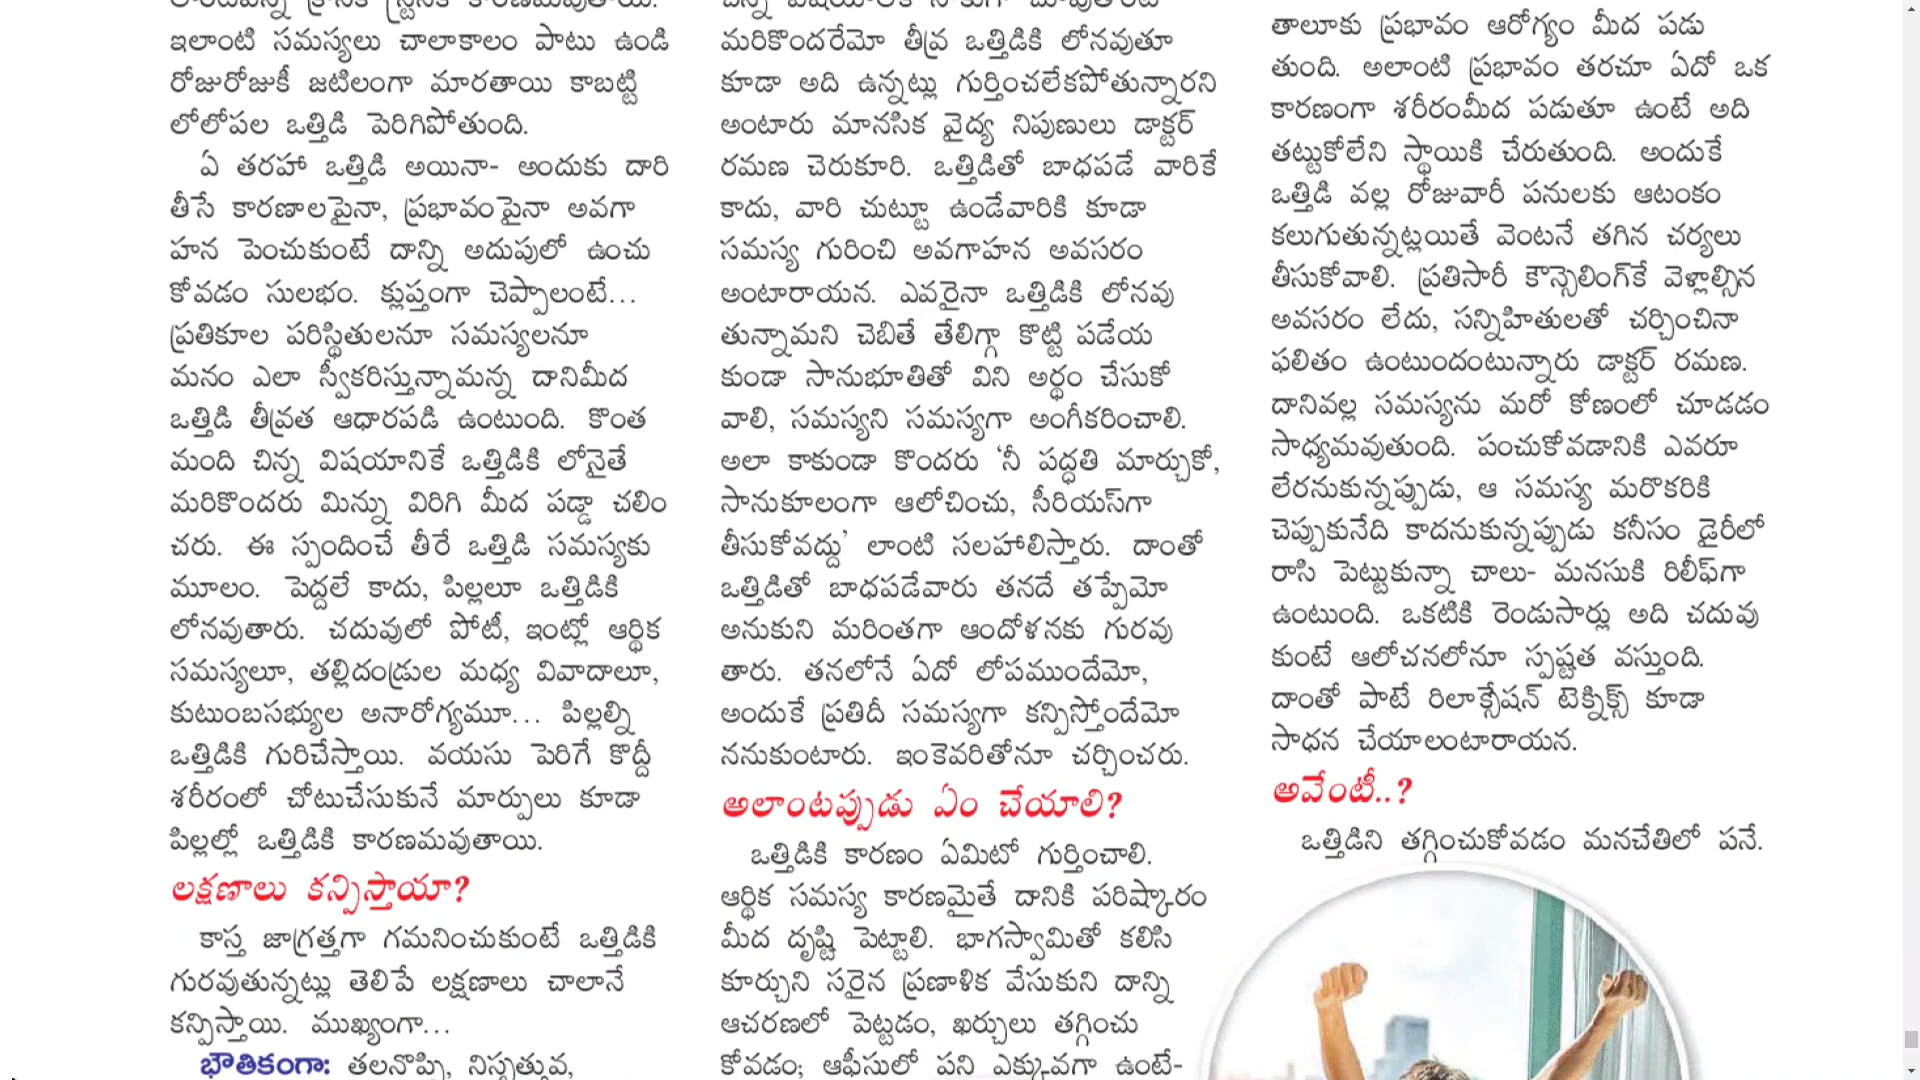 ఇలాంటి సమస్యలు చాలాకాలం పాటు ఉండి
రోజురోజుకీ జటిలంగా మారతాయి కాబట్టి
లోలోపల ఒత్తిడి పెరిగిపోతుంది.
ఏ తరహా ఒత్తిడి అయినా- అందుకు దారి
తీసే కారణాలపైనా, ప్రభావంపైనా అవగా
హన పెంచుకుంటే దాన్ని అదుపులో ఉంచు
కోవడం సులభం. క్లుప్తంగా చెప్పాలంటే...
ప్రతికూల పరిస్థితులనూ సమస్యలనూ
మనం ఎలా స్వీకరిస్తున్నామన్న దానిమీద
ఒత్తిడి తీవ్రత ఆధారపడి ఉంటుంది. కొంత
మంది చిన్న విషయానికే ఒత్తిడికి లోనైతే
మరికొందరు మిన్ను విరిగి మీద పడ్డా చలిం
చరు. ఈ స్పందించే తీరే ఒత్తిడి సమస్యకు
మూలం. పెద్దలే కాదు, పిల్లలూ ఒత్తిడికి
లోనవుతారు. చదువులో పోటీ, ఇంట్లో ఆర్థిక
సమస్యలూ, తల్లిదండ్రుల మధ్య వివాదాలూ,
కుటుంబసభ్యుల అనారోగ్యమూ... పిల్లల్ని
ఒత్తిడికి గురిచేస్తాయి. వయసు పెరిగే కొద్దీ
శరీరంలో చోటుచేసుకునే మార్పులు కూడా
పిల్లల్లో ఒత్తిడికి కారణమవుతాయి.
లక్షణాలు కన్పిస్తాయా?
కాస్త జాగ్రత్తగా గమనించుకుంటే ఒత్తిడికి
గురవుతున్నట్లు తెలిపే లక్షణాలు చాలానే
కన్పిస్తాయి. ముఖ్యంగా...
భౌతికంగా: తలనొప్పి, నిస్సత్తువ,
మరికొందరేమో తీవ్ర ఒత్తిడికి లోనవుతూ
కూడా అది ఉన్నట్లు గుర్తించలేకపోతున్నారని
అంటారు మానసిక వైద్య నిపుణులు డాక్టర్
రమణ చెరుకూరి. ఒత్తిడితో బాధపడే వారికే
కాదు, వారి చుట్టూ ఉండేవారికి కూడా
సమస్య గురించి అవగాహన అవసరం
అంటారాయన. ఎవరైనా ఒత్తిడికి లోనవు
తున్నామని చెబితే తేలిగ్గా కొట్టి పడేయ
కుండా సానుభూతితో విని అర్థం చేసుకో
వాలి, సమస్యని సమస్యగా అంగీకరించాలి.
అలా కాకుండా కొందరు ‘నీ పద్ధతి మార్చుకో,
సానుకూలంగా ఆలోచించు, సీరియస్‌గా
తీసుకోవద్దు’ లాంటి సలహాలిస్తారు. దాంతో
ఒత్తిడితో బాధపడేవారు తనదే తప్పేమో
అనుకుని మరింతగా ఆందోళనకు గురవు
తారు. తనలోనే ఏదో లోపముందేమో,
అందుకే ప్రతిదీ సమస్యగా కన్పిస్తోందేమో
ననుకుంటారు. ఇంకెవరితోనూ చర్చించరు.
అలాంటప్పుడు ఏం చేయాలి?
ఒత్తిడికి కారణం ఏమిటో గుర్తించాలి.
ఆర్థిక సమస్య కారణమైతే దానికి పరిష్కారం
మీద దృష్టి పెట్టాలి. భాగస్వామితో కలిసి
కూర్చుని సరైన ప్రణాళిక వేసుకుని దాన్ని
ఆచరణలో పెట్టడం, ఖర్చులు తగ్గించు
కోవడం; ఆఫీసులో పని ఎక్కువగా ఉంటే-
తాలూకు ప్రభావం ఆరోగ్యం మీద పడు
తుంది. అలాంటి ప్రభావం తరచూ ఏదో ఒక
కారణంగా శరీరంమీద పడుతూ ఉంటే అది
తట్టుకోలేని స్థాయికి చేరుతుంది. అందుకే
ఒత్తిడి వల్ల రోజువారీ పనులకు ఆటంకం
కలుగుతున్నట్లయితే వెంటనే తగిన చర్యలు
తీసుకోవాలి. ప్రతిసారీ కౌన్సెలింగ్‌కే వెళ్లాల్సిన
అవసరం లేదు, సన్నిహితులతో చర్చించినా
ఫలితం ఉంటుందంటున్నారు డాక్టర్ రమణ.
దానివల్ల సమస్యను మరో కోణంలో చూడడం
సాధ్యమవుతుంది. పంచుకోవడానికి ఎవరూ
లేరనుకున్నప్పుడు, ఆ సమస్య మరొకరికి
చెప్పుకునేది కాదనుకున్నప్పుడు కనీసం డైరీలో
రాసి పెట్టుకున్నా చాలు- మనసుకి రిలీఫ్‌గా
ఉంటుంది. ఒకటికి రెండుసార్లు అది చదువు
కుంటే ఆలోచనలోనూ స్పష్టత వస్తుంది.
దాంతో పాటే రిలాక్సేషన్ టెక్నిక్స్ కూడా
సాధన చేయాలంటారాయన.
అవేంటీ..?
ఒత్తిడిని తగ్గించుకోవడం మనచేతిలో పనే.